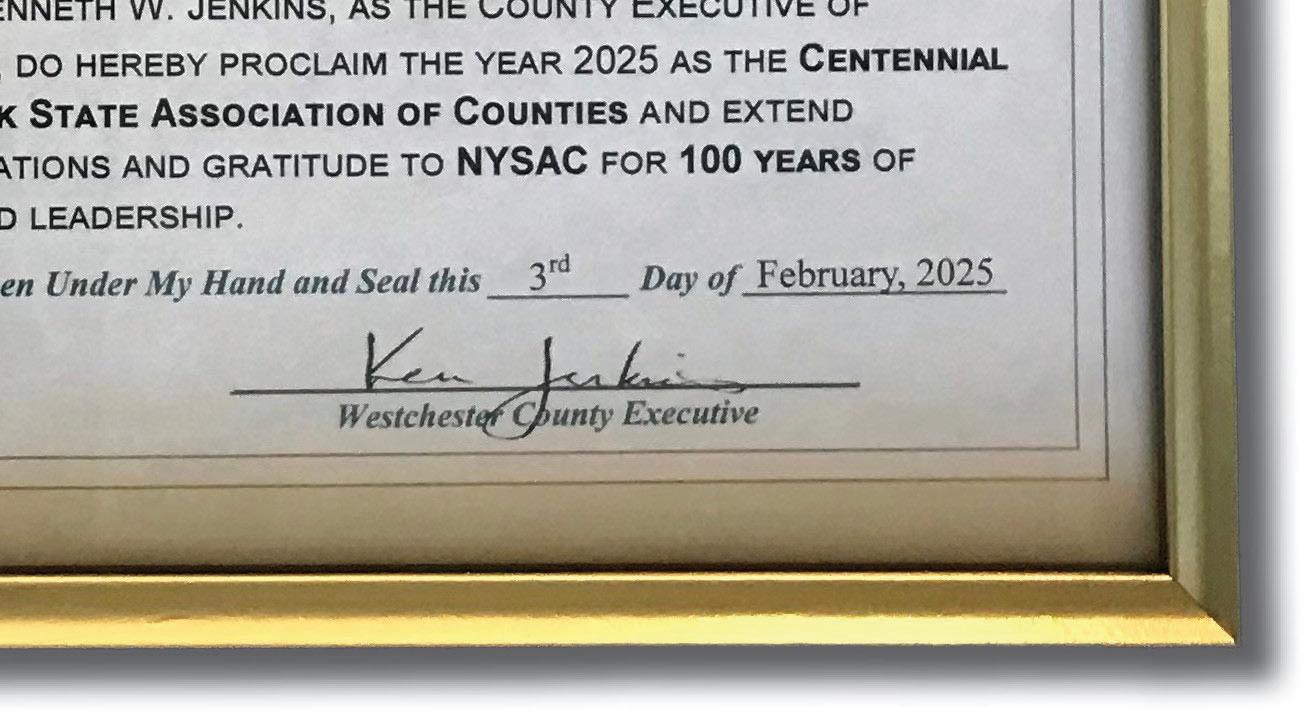 ENNETH W. JENKINS, AS THE COUNTY EXECUTIVE OF
, DO HEREBY PROCLAIM THE YEAR 2025 AS THE CENTENNIAL
K STATE ASSOCIATION OF COUNTIES AND EXTEND
ATIONS AND GRATITUDE TO NYSAC FOR 100 YEARS OF
D LEADERSHIP.
en Under My Hand and Seal this 3rd Day of February, 2025
Ken Jenkins
Westchester County Executive